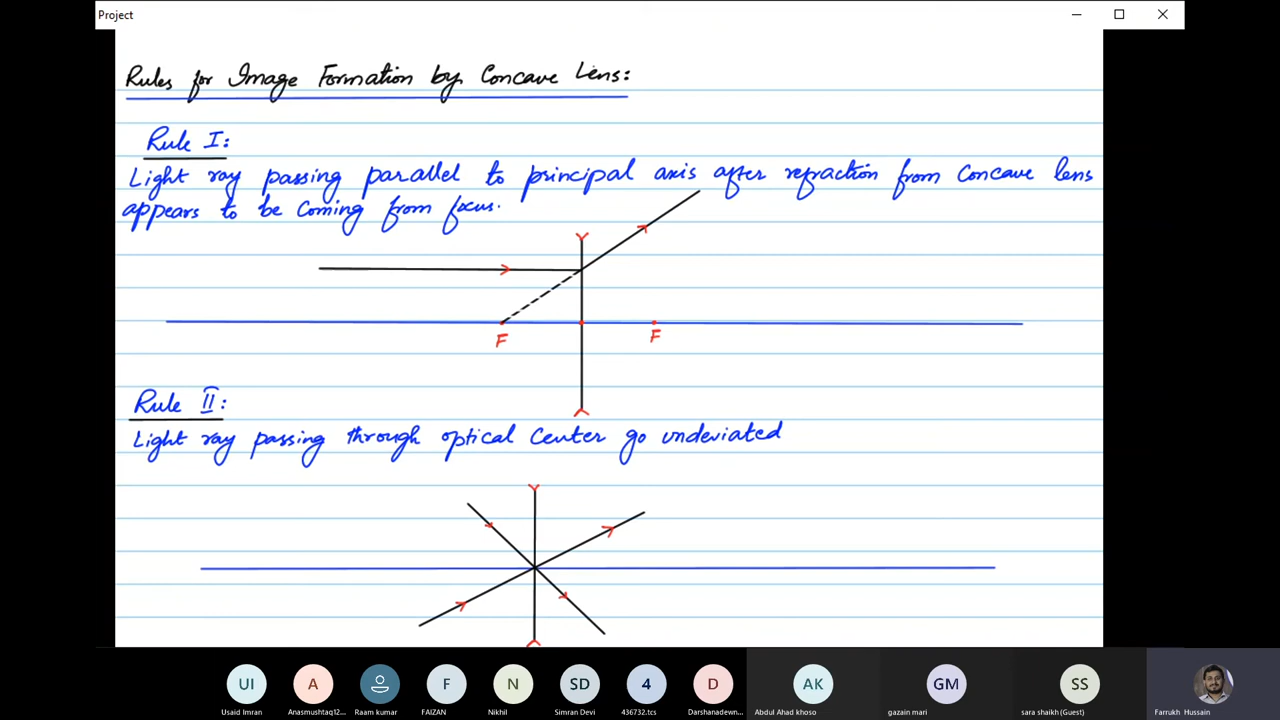 Project
Rules for Image Formation by Concave Lens:
Rule I:
Light ray passing parallel to principal axis after refraction from Concave lens
appears to be Coming from focus.
F
F
Rule II:
Light ray passing through optical Center go undeviated
UI
A
F
N
SD
4
D
AK
GM
SS
Usaid Imran
Anasmushtaq12...
Raam kumar
FAIZAN
Nikhil
Simran Devi
436732.tcs
Darshanadewn...
Abdul Ahad khoso
gazain mari
sara shaikh (Guest)
Farrukh Hussain